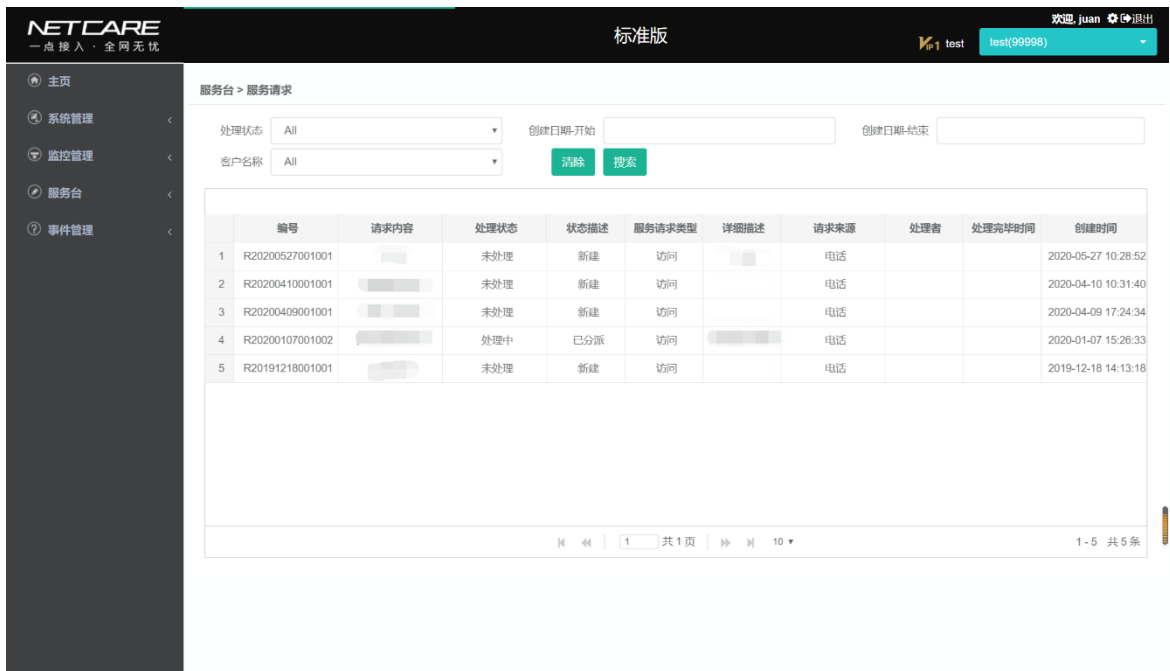 NETCARE
一点接入 · 全网无忧
标准版
欢迎, juan 退出
VIP1 test test(99998)
主页
系统管理
监控管理
服务台
事件管理
服务台 > 服务请求
处理状态 All 创建日期-开始 创建日期-结束
客户名称 All 清除 搜索
编号 请求内容 处理状态 状态描述 服务请求类型 详细描述 请求来源 处理者 处理完毕时间 创建时间
1 R20200527001001 未处理 新建 访问 电话 2020-05-27 10:28:52
2 R20200410001001 未处理 新建 访问 电话 2020-04-10 10:31:40
3 R20200409001001 未处理 新建 访问 电话 2020-04-09 17:24:34
4 R20200107001002 处理中 已分派 访问 电话 2020-01-07 15:26:33
5 R20191218001001 未处理 新建 访问 电话 2019-12-18 14:13:18
1 共 1 页 10 1 - 5 共 5 条